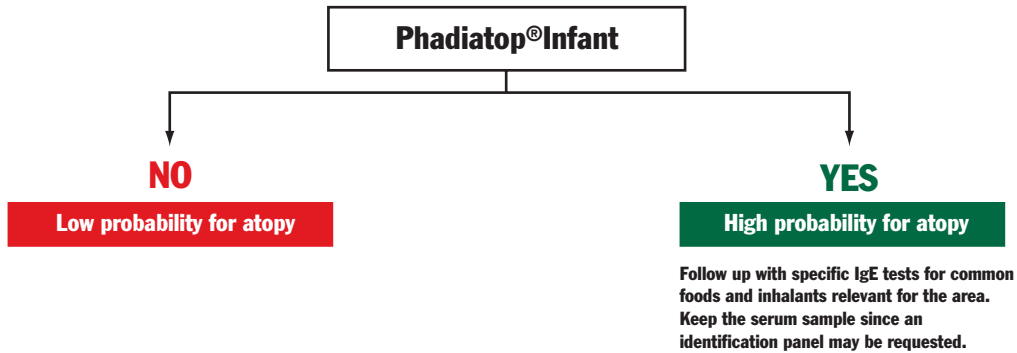 Phadiatop®Infant
NO
Low probability for atopy
YES
High probability for atopy
Follow up with specific IgE tests for common
foods and inhalants relevant for the area.
Keep the serum sample since an
identification panel may be requested.